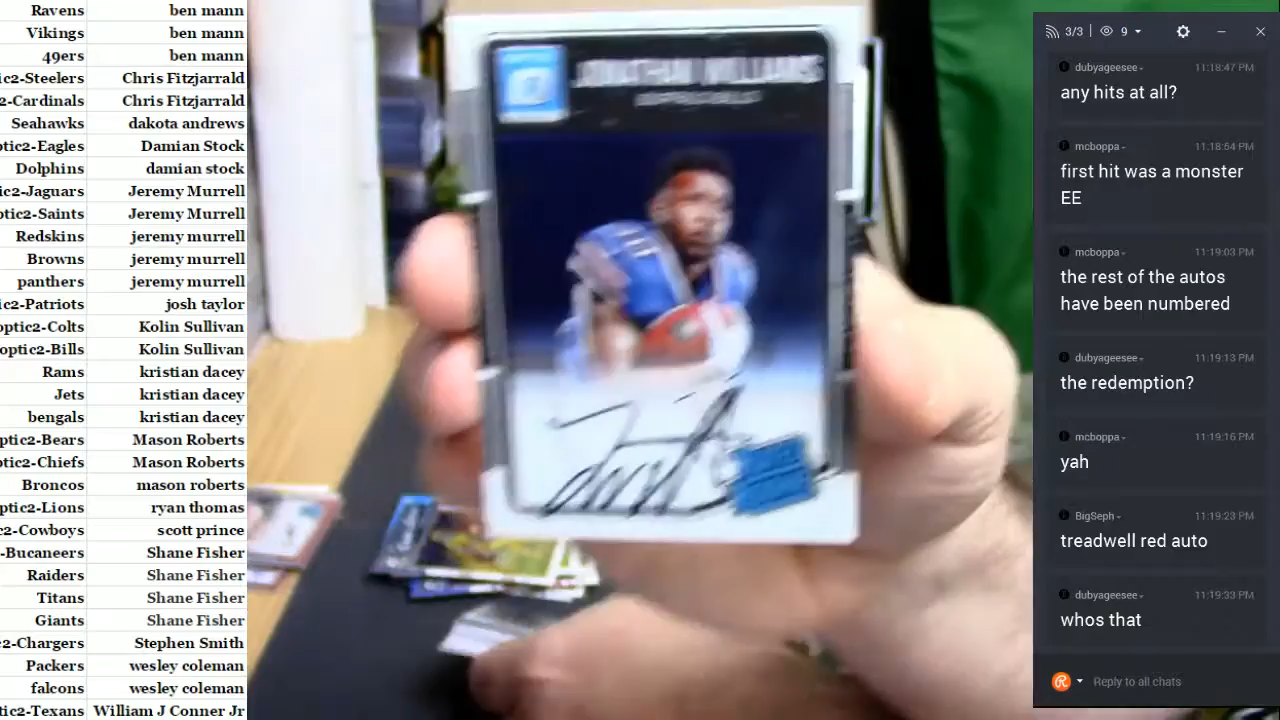 Ravens ben mann
Vikings ben mann
49ers ben mann
tic2-Steelers Chris Fitzjarrald
2-Cardinals Chris Fitzjarrald
Seahawks dakota andrews
ptic2-Eagles Damian Stock
Dolphins damian stock
ic2-Jaguars Jeremy Murrell
ptic2-Saints Jeremy Murrell
Redskins jeremy murrell
Browns jeremy murrell
panthers jeremy murrell
ic2-Patriots josh taylor
optic2-Colts Kolin Sullivan
optic2-Bills Kolin Sullivan
Rams kristian dacey
Jets kristian dacey
bengals kristian dacey
ptic2-Bears Mason Roberts
tic2-Chiefs Mason Roberts
Broncos mason roberts
ptic2-Lions ryan thomas
c2-Cowboys scott prince
-Bucaneers Shane Fisher
Raiders Shane Fisher
Titans Shane Fisher
Giants Shane Fisher
c2-Chargers Stephen Smith
Packers wesley coleman
falcons wesley coleman
ptic2-Texans William J Conner Jr
JONATHAN WILLIAMS
3/3 9
dubyageesee 11:18:47 PM
any hits at all?
mcboppa 11:18:54 PM
first hit was a monster
EE
mcboppa 11:19:03 PM
the rest of the autos
have been numbered
dubyageesee 11:19:13 PM
the redemption?
mcboppa 11:19:16 PM
yah
BigSeph 11:19:23 PM
treadwell red auto
dubyageesee 11:19:33 PM
whos that
Reply to all chats